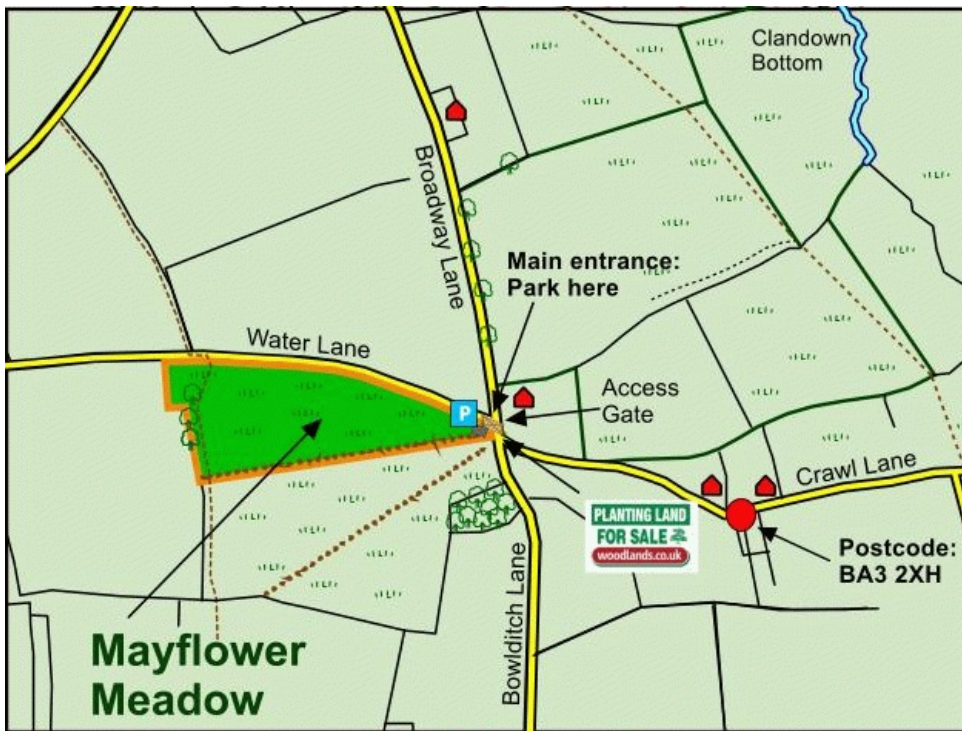 Clandown
Bottom
Broadway Lane
Main entrance:
Park here
Water Lane
P
Access
Gate
Crawl Lane
PLANTING LAND
FOR SALE
woodlands.co.uk
Postcode:
BA3 2XH
Bowlditch Lane
Mayflower
Meadow